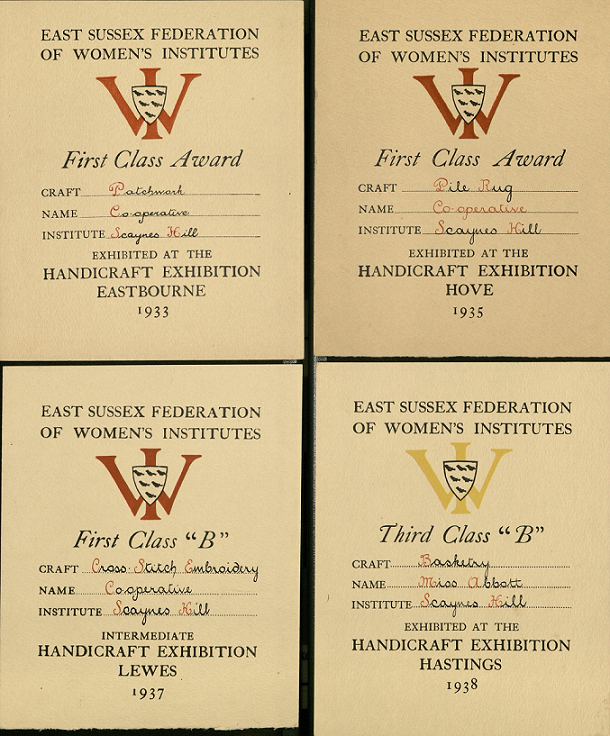 EAST SUSSEX FEDERATION
OF WOMEN'S INSTITUTES
WI
First Class Award
CRAFT Patchwork
NAME Co-operative
INSTITUTE Scaynes Hill
EXHIBITED AT THE
HANDICRAFT EXHIBITION
EASTBOURNE
1933
EAST SUSSEX FEDERATION
OF WOMEN'S INSTITUTES
WI
First Class Award
CRAFT Pile Rug
NAME Co-operative
INSTITUTE Scaynes Hill
EXHIBITED AT THE
HANDICRAFT EXHIBITION
HOVE
1935
EAST SUSSEX FEDERATION
OF WOMEN'S INSTITUTES
WI
First Class "B"
CRAFT Cross Stitch Embroidery
NAME Co-operative
INSTITUTE Scaynes Hill
INTERMEDIATE
HANDICRAFT EXHIBITION
LEWES
1937
EAST SUSSEX FEDERATION
OF WOMEN'S INSTITUTES
WI
Third Class "B"
CRAFT Basketry
NAME Miss Abbott
INSTITUTE Scaynes Hill
EXHIBITED AT THE
HANDICRAFT EXHIBITION
HASTINGS
1938